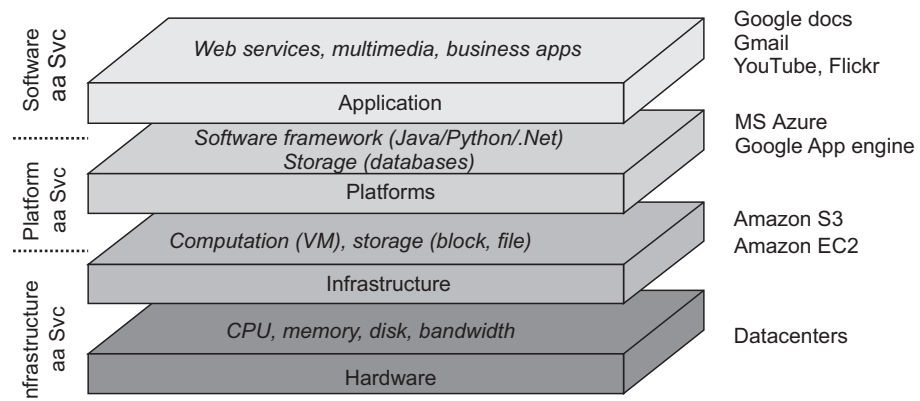 Software
aa Svc
Web services, multimedia, business apps
Application
Google docs
Gmail
YouTube, Flickr
Platform
aa Svc
Software framework (Java/Python/.Net)
Storage (databases)
Platforms
MS Azure
Google App engine
nfrastructure
aa Svc
Computation (VM), storage (block, file)
Infrastructure
Amazon S3
Amazon EC2
CPU, memory, disk, bandwidth
Hardware
Datacenters